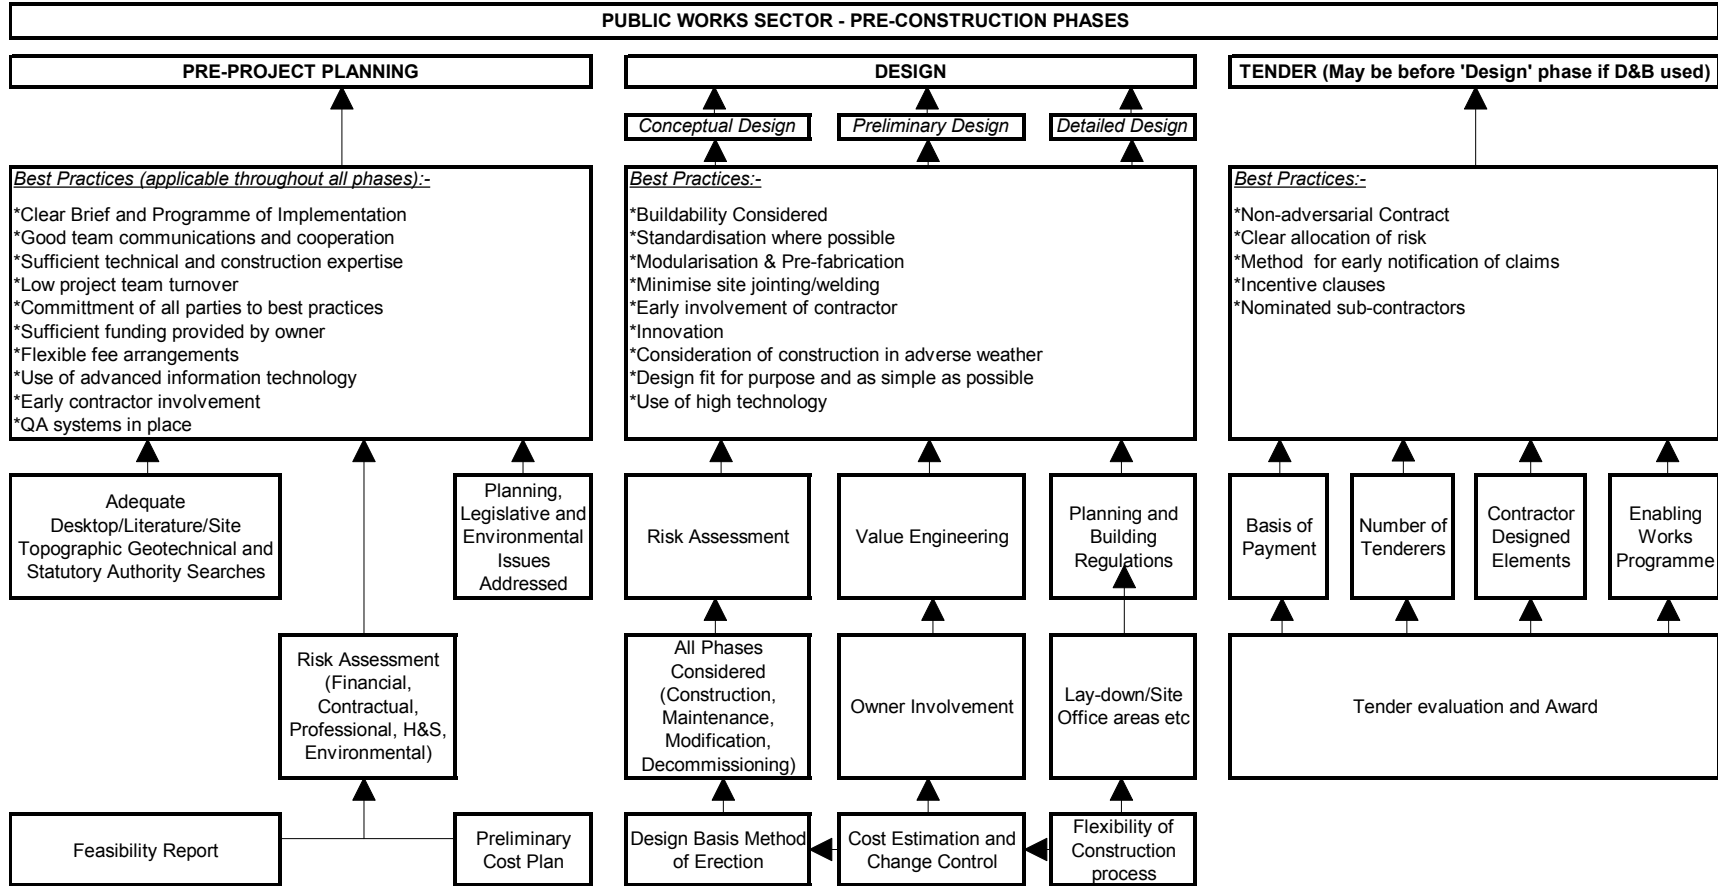 PUBLIC WORKS SECTOR - PRE-CONSTRUCTION PHASES
PRE-PROJECT PLANNING
DESIGN
TENDER (May be before 'Design' phase if D&B used)
Conceptual Design
Preliminary Design
Detailed Design
Best Practices (applicable throughout all phases):-
*Clear Brief and Programme of Implementation
*Good team communications and cooperation
*Sufficient technical and construction expertise
*Low project team turnover
*Committment of all parties to best practices
*Sufficient funding provided by owner
*Flexible fee arrangements
*Use of advanced information technology
*Early contractor involvement
*QA systems in place
Best Practices:-
*Buildability Considered
*Standardisation where possible
*Modularisation & Pre-fabrication
*Minimise site jointing/welding
*Early involvement of contractor
*Innovation
*Consideration of construction in adverse weather
*Design fit for purpose and as simple as possible
*Use of high technology
Best Practices:-
*Non-adversarial Contract
*Clear allocation of risk
*Method  for early notification of claims
*Incentive clauses
*Nominated sub-contractors
Adequate
Desktop/Literature/Site
Topographic Geotechnical and
Statutory Authority Searches
Planning,
Legislative and
Environmental
Issues
Addressed
Risk Assessment
Value Engineering
Planning and
Building
Regulations
Basis of
Payment
Number of
Tenderers
Contractor
Designed
Elements
Enabling
Works
Programme
Risk Assessment
(Financial,
Contractual,
Professional, H&S,
Environmental)
All Phases
Considered
(Construction,
Maintenance,
Modification,
Decommissioning)
Owner Involvement
Lay-down/Site
Office areas etc
Tender evaluation and Award
Feasibility Report
Preliminary
Cost Plan
Design Basis Method
of Erection
Cost Estimation and
Change Control
Flexibility of
Construction
process